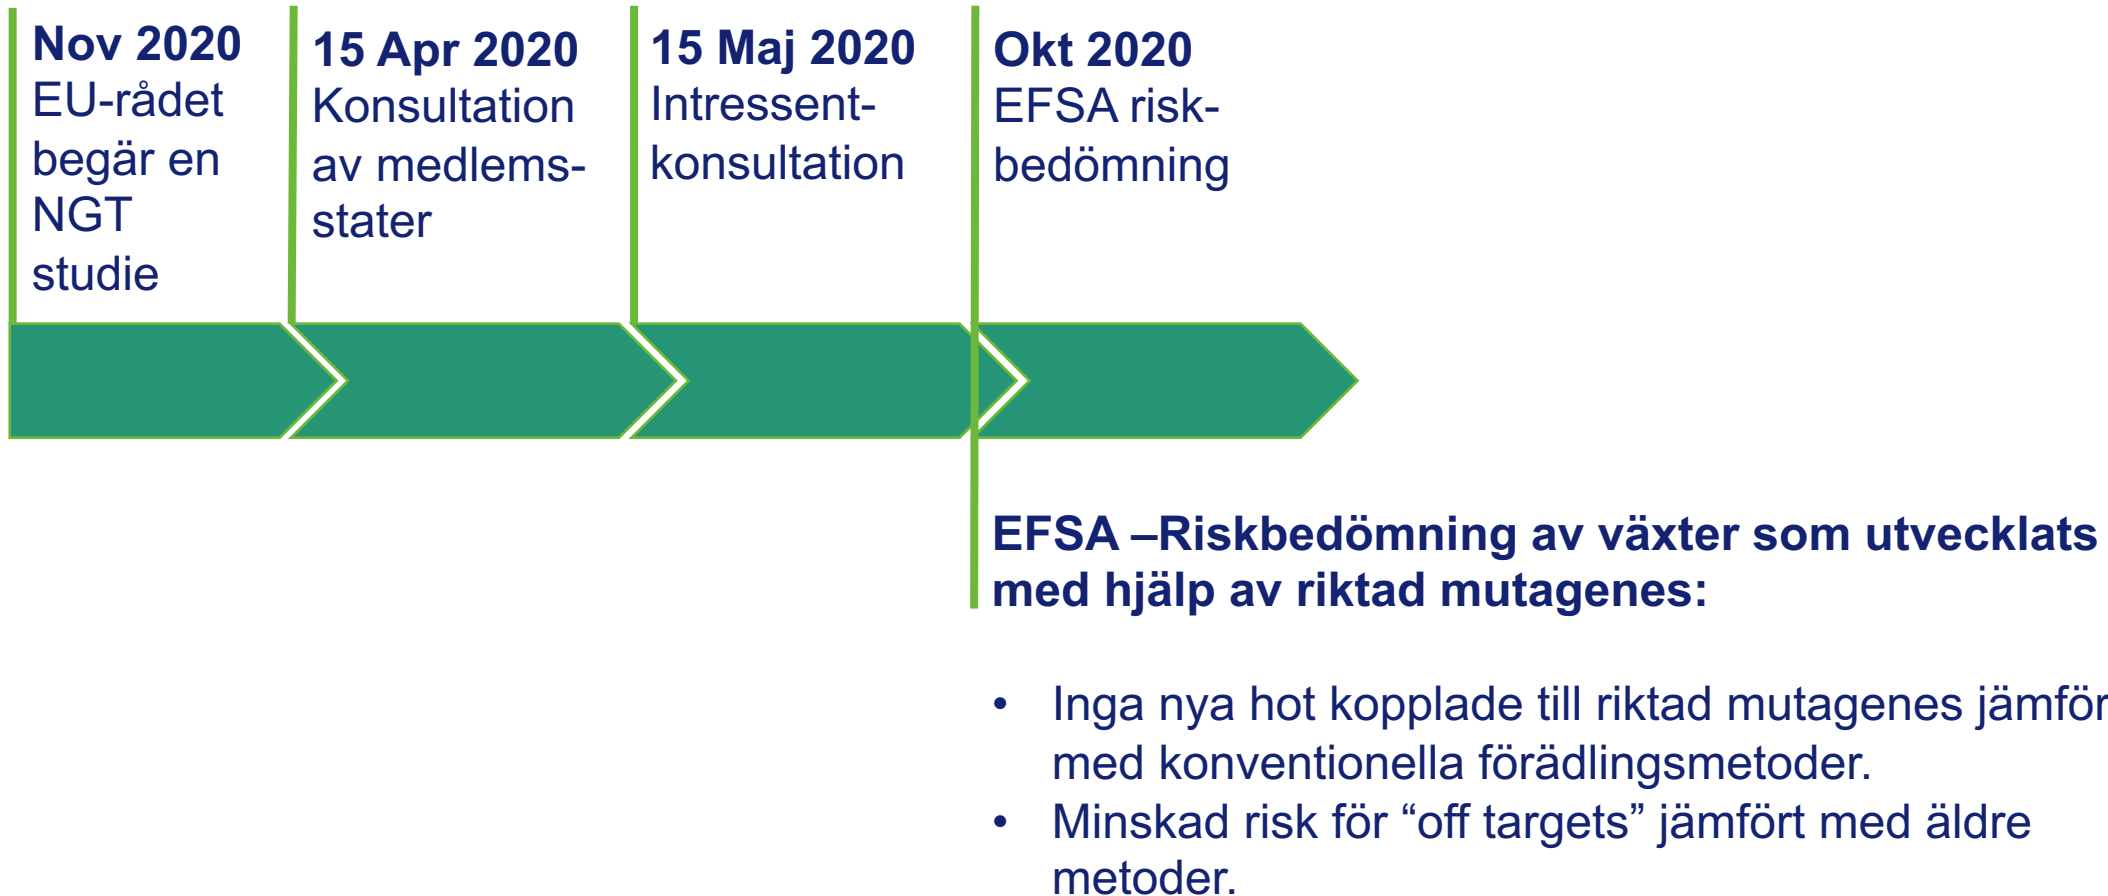 Nov 2020
EU-rådet
begär en
NGT
studie
15 Apr 2020
Konsultation
av medlems-
stater
15 Maj 2020
Intressent-
konsultation
Okt 2020
EFSA risk-
bedömning
EFSA –Riskbedömning av växter som utvecklats
med hjälp av riktad mutagenes:
• Inga nya hot kopplade till riktad mutagenes jämför
med konventionella förädlingsmetoder.
• Minskad risk för “off targets” jämfört med äldre
metoder.